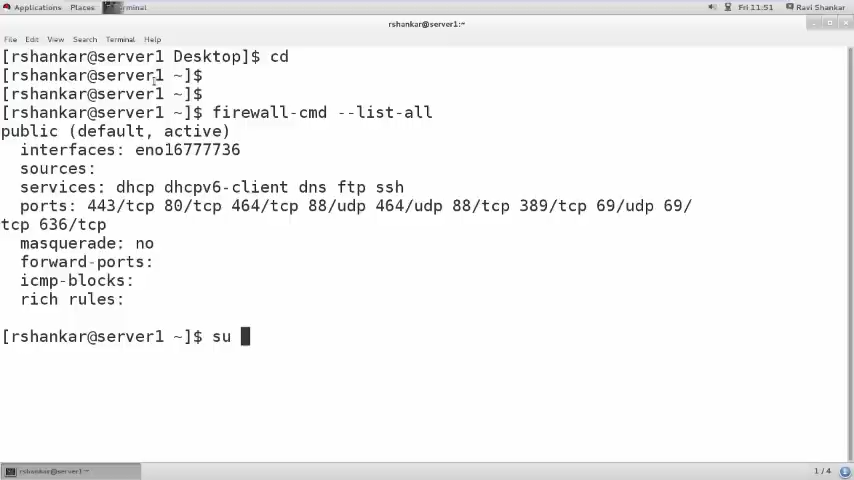 Applications Places Terminal Fri 11:51 Ravi Shankar
rshankar@server1:~
File Edit View Search Terminal Help
[rshankar@server1 Desktop]$ cd
[rshankar@server1 ~]$
[rshankar@server1 ~]$
[rshankar@server1 ~]$ firewall-cmd --list-all
public (default, active)
interfaces: eno16777736
sources:
services: dhcp dhcpv6-client dns ftp ssh
ports: 443/tcp 80/tcp 464/tcp 88/udp 464/udp 88/tcp 389/tcp 69/udp 69/
tcp 636/tcp
masquerade: no
forward-ports:
icmp-blocks:
rich rules:
[rshankar@server1 ~]$ su
rshankar@server1:~
1 / 4